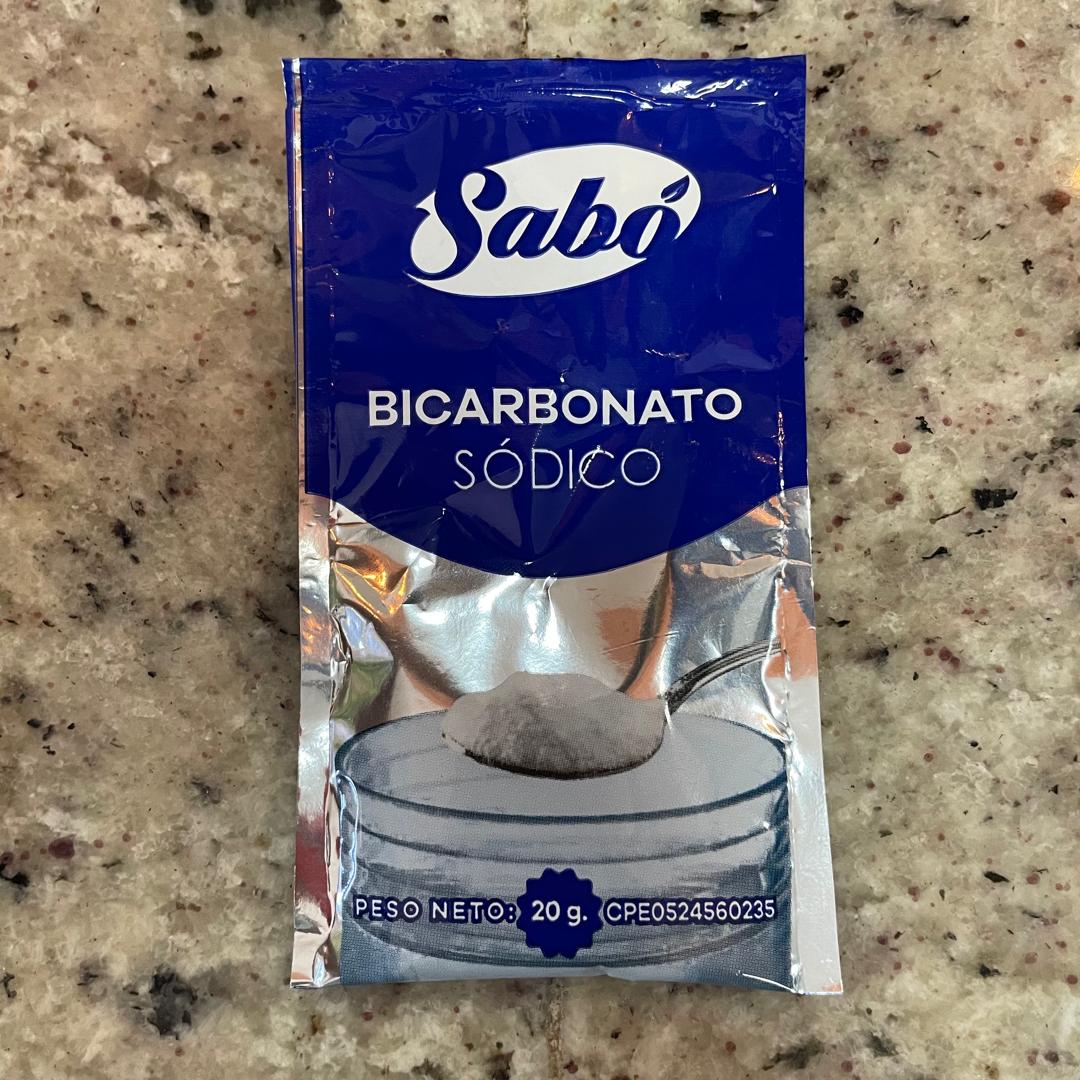 Sabó
BICARBONATO
SÓDICO
PESO NETO: 20 g. CPE0524560235